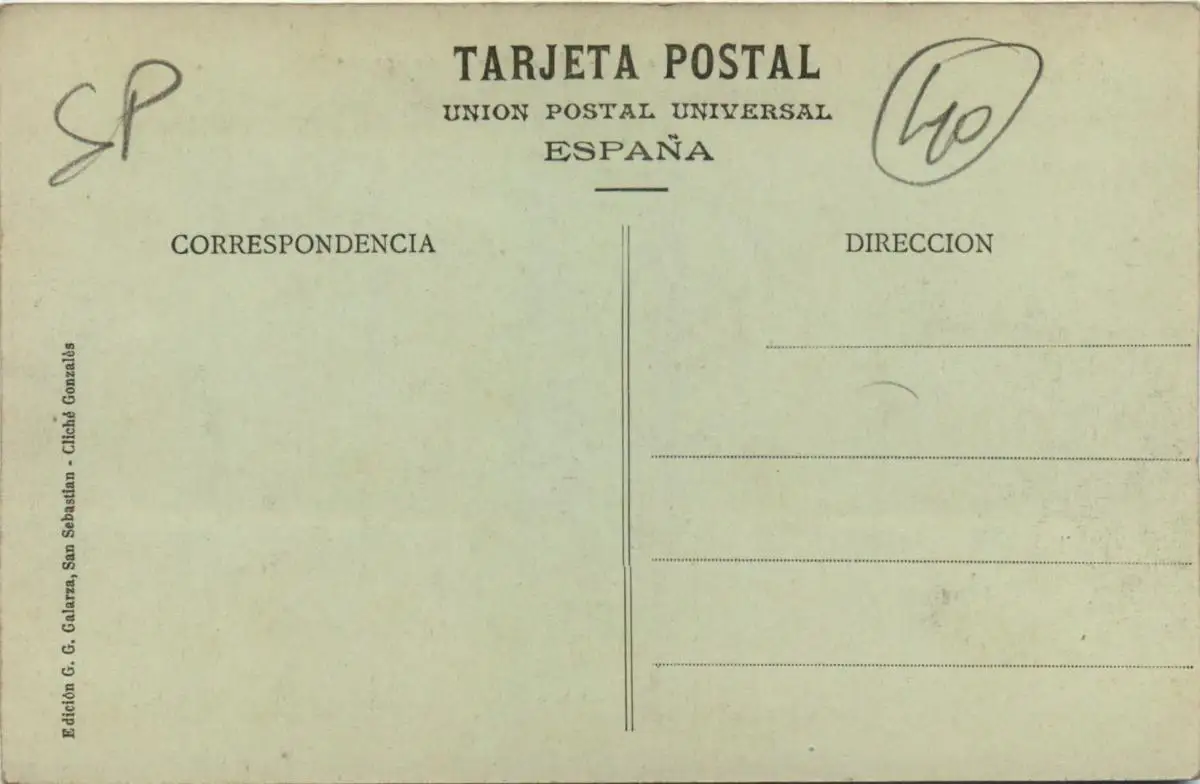 TARJETA POSTAL
UNION POSTAL UNIVERSAL
ESPAÑA
SP
40
CORRESPONDENCIA
DIRECCION
Edición G. G. Galarza, San Sebastian - Cliché Gonzalès